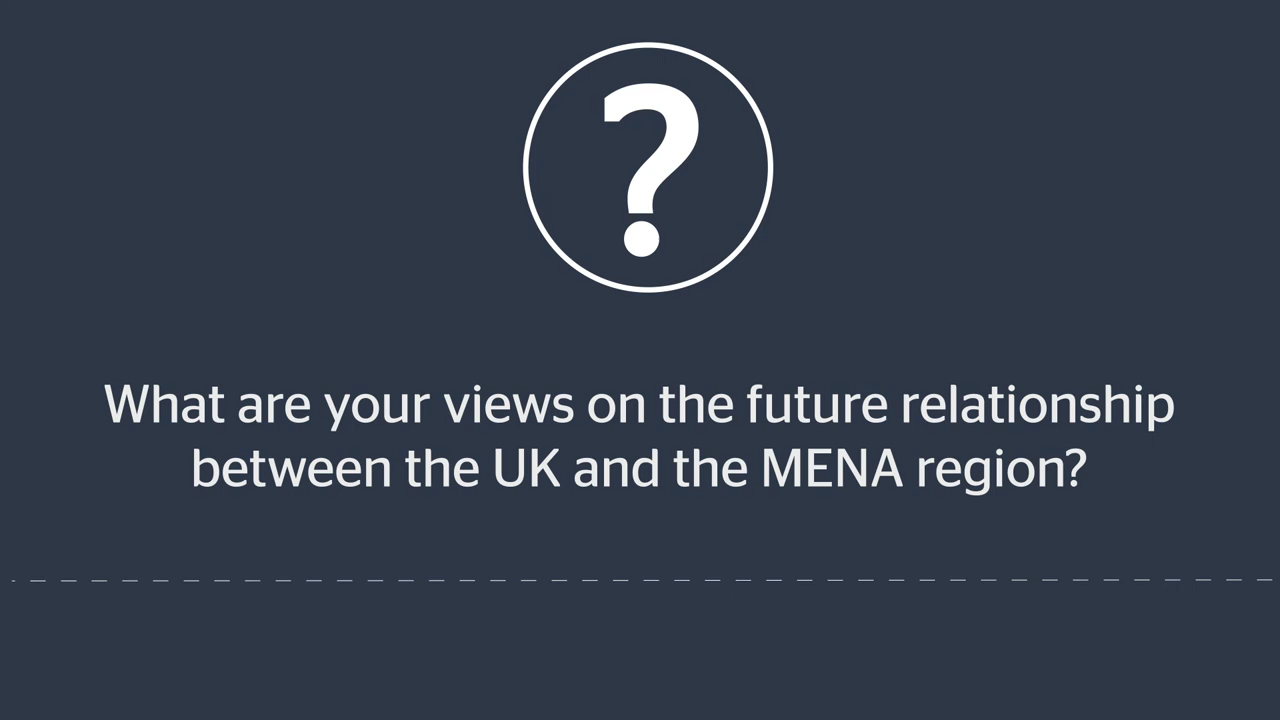 ?
What are your views on the future relationship
between the UK and the MENA region?